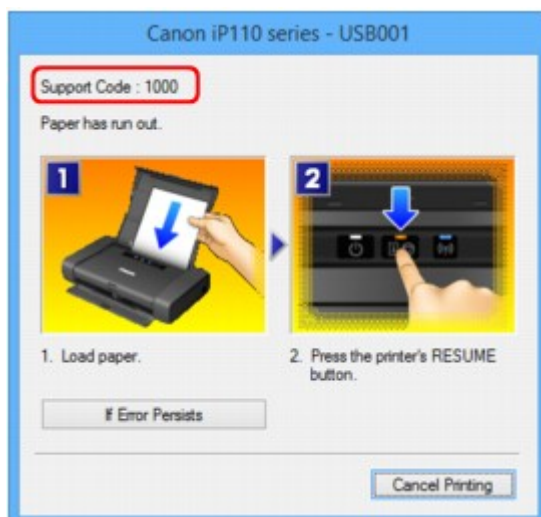 Canon iP110 series - USB001
Support Code : 1000
Paper has run out.
1
2
1. Load paper.
2. Press the printer's RESUME
button.
If Error Persists
Cancel Printing